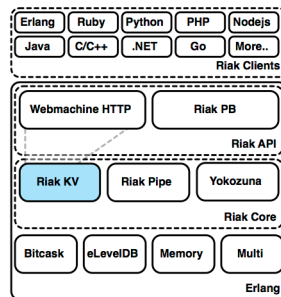 Erlang Ruby Python PHP Nodejs
Java C/C++ .NET Go More..
Riak Clients
Webmachine HTTP Riak PB
Riak API
Riak KV Riak Pipe Yokozuna
Riak Core
Bitcask eLevelDB Memory Multi
Erlang